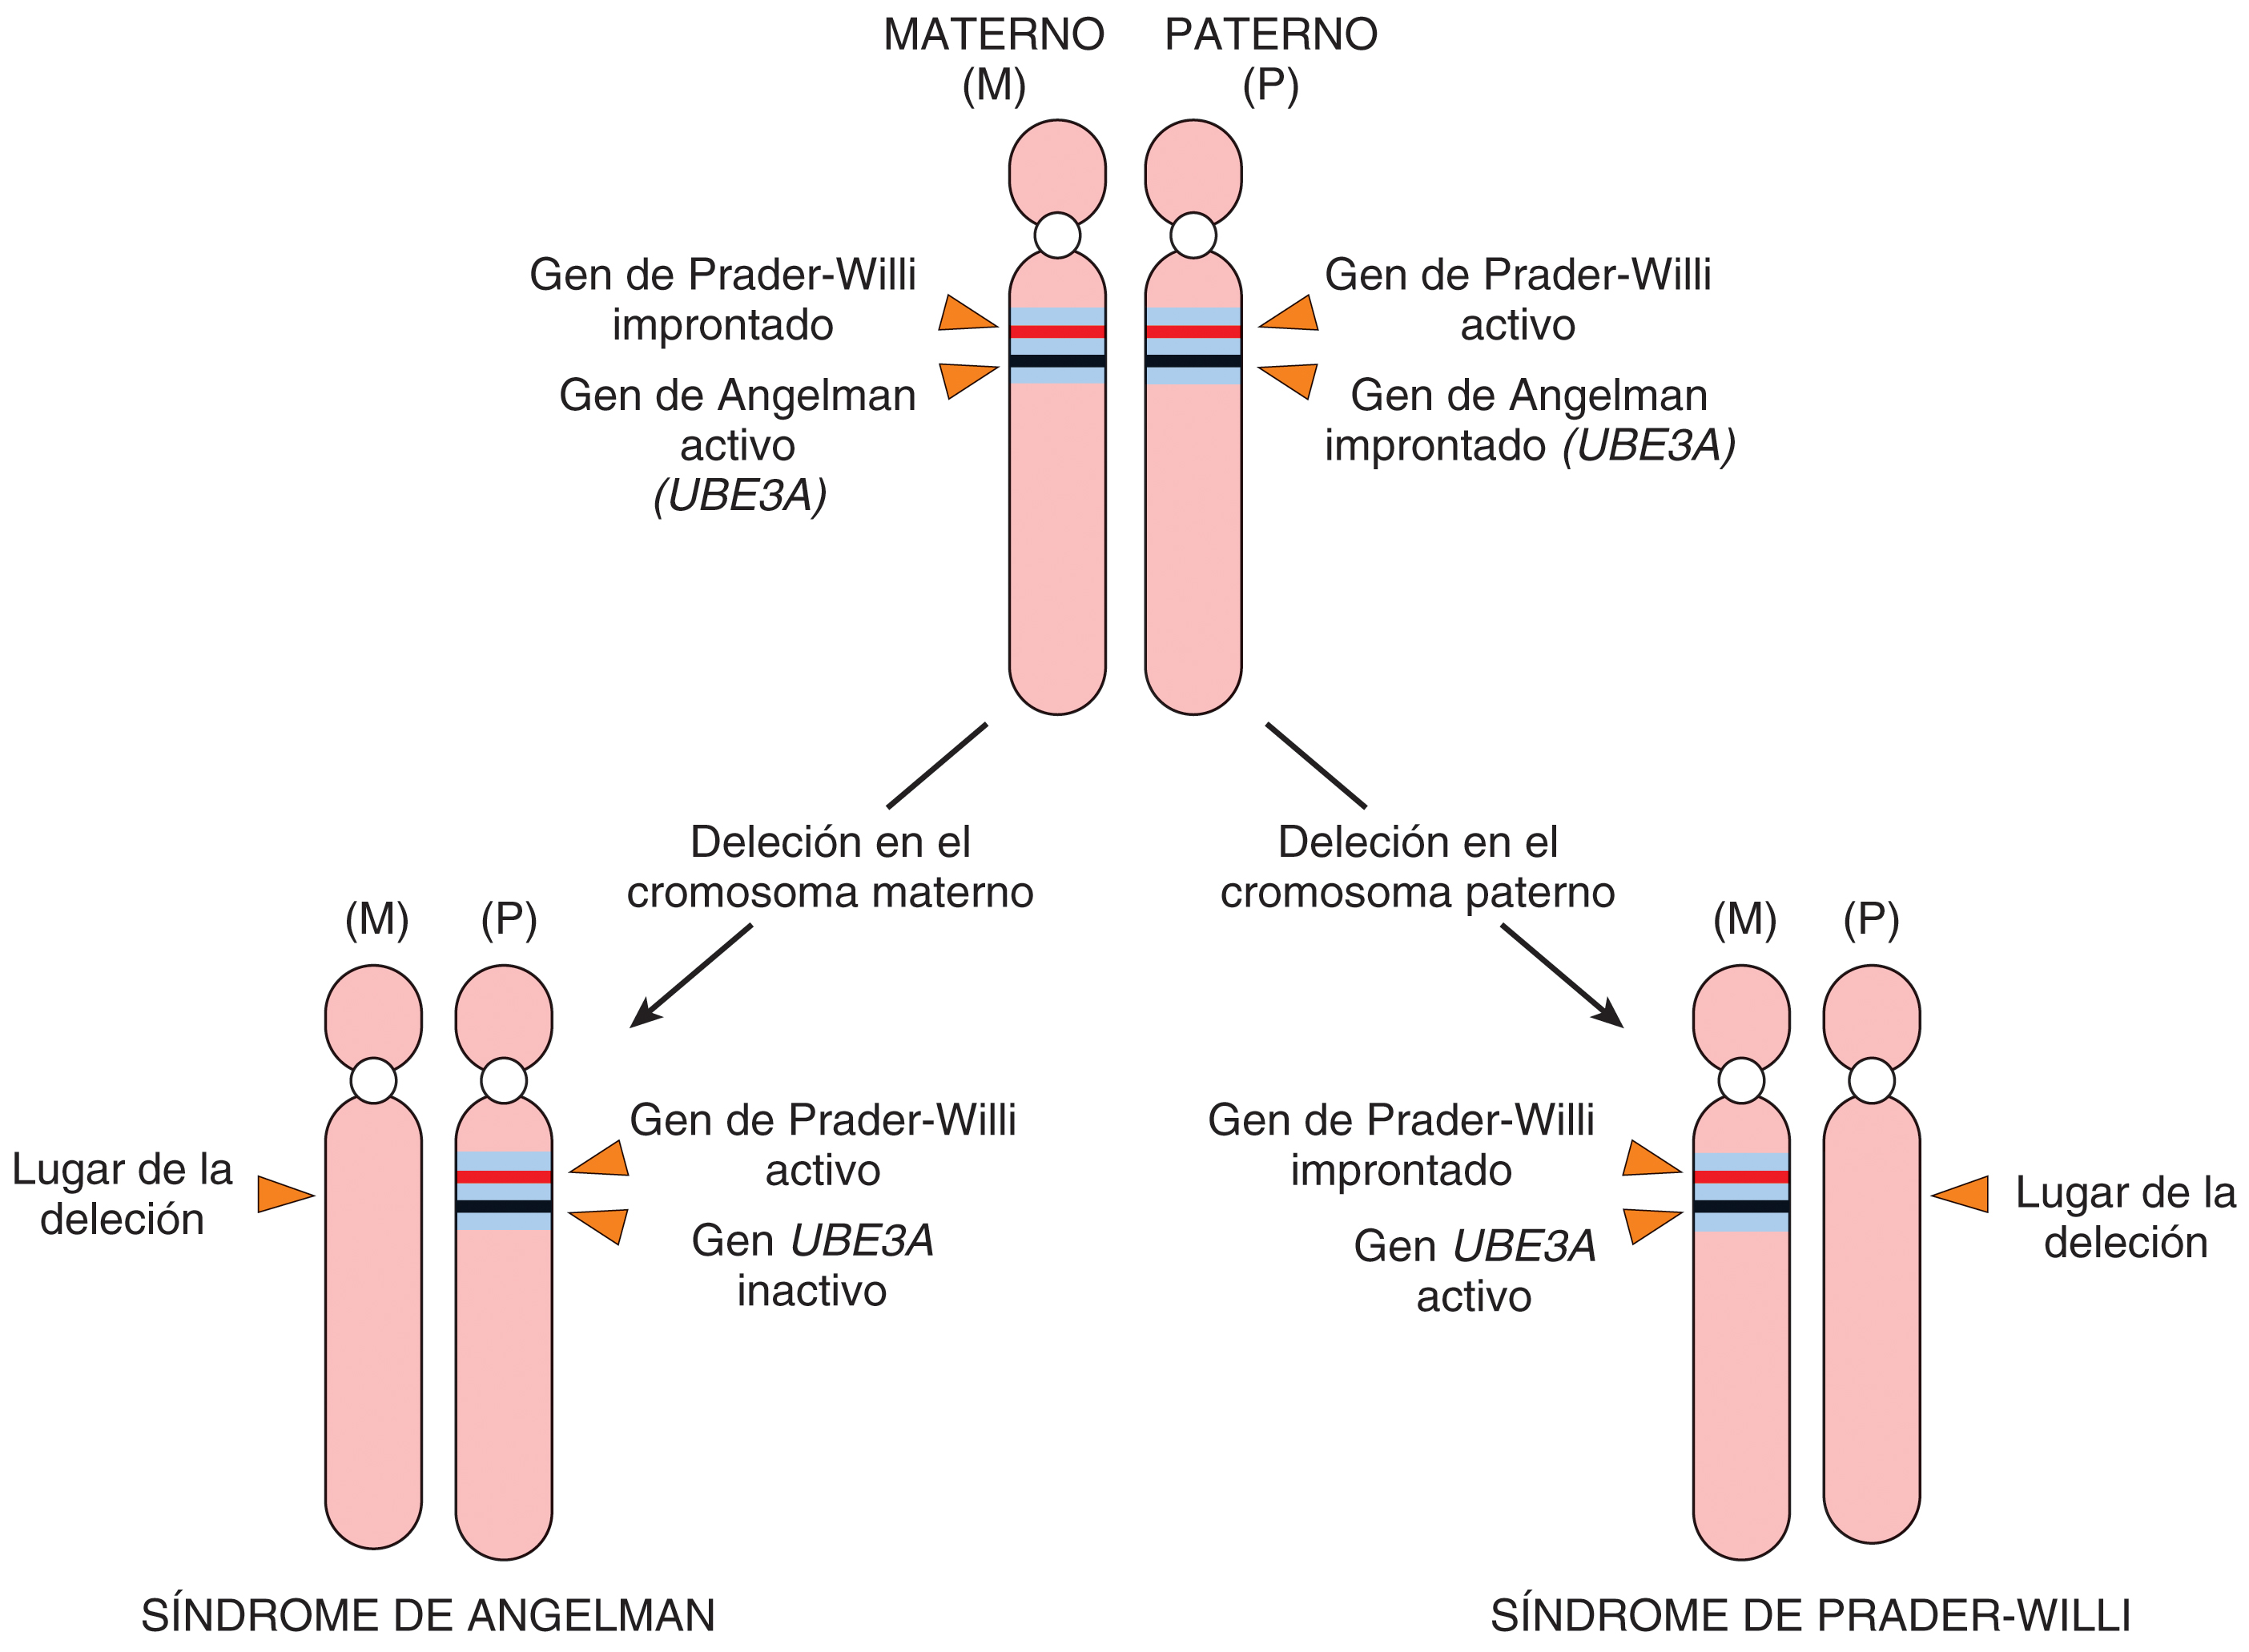 MATERNO
(M)
PATERNO
(P)
Gen de Prader-Willi
improntado
Gen de Angelman
activo
(UBE3A)
Gen de Prader-Willi
activo
Gen de Angelman
improntado (UBE3A)
Deleción en el
cromosoma materno
Deleción en el
cromosoma paterno
(M)
(P)
Lugar de la
deleción
Gen de Prader-Willi
activo
Gen UBE3A
inactivo
SÍNDROME DE ANGELMAN
(M)
(P)
Gen de Prader-Willi
improntado
Gen UBE3A
activo
Lugar de la
deleción
SÍNDROME DE PRADER-WILLI